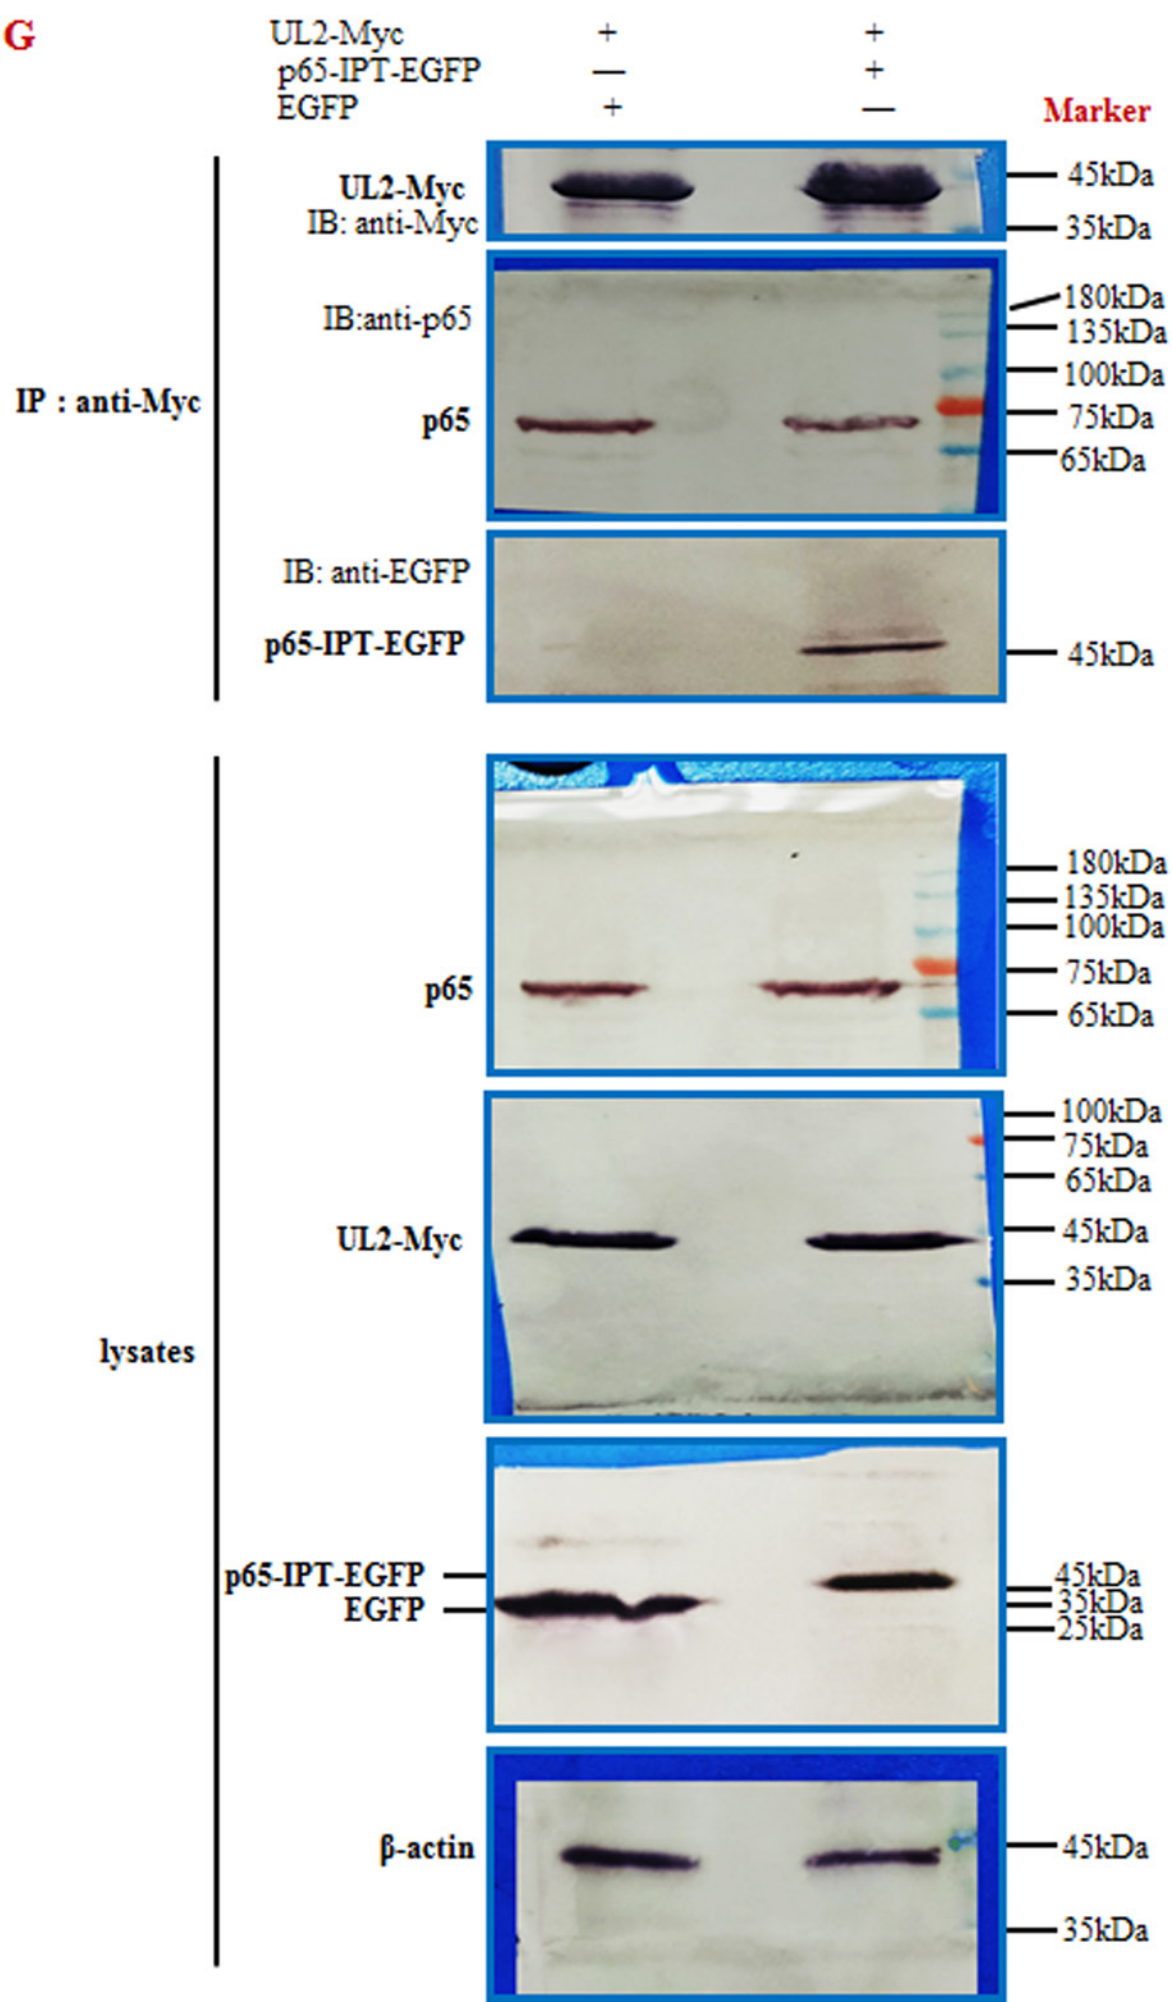 G
UL2-Myc + +
p65-IPT-EGFP — +
EGFP + —
Marker
UL2-Myc
IB: anti-Myc
45kDa
35kDa
IP : anti-Myc
IB:anti-p65
p65
180kDa
135kDa
100kDa
75kDa
65kDa
IB: anti-EGFP
p65-IPT-EGFP
45kDa
lysates
p65
180kDa
135kDa
100kDa
75kDa
65kDa
UL2-Myc
100kDa
75kDa
65kDa
45kDa
35kDa
p65-IPT-EGFP
EGFP
45kDa
35kDa
25kDa
β-actin
45kDa
35kDa